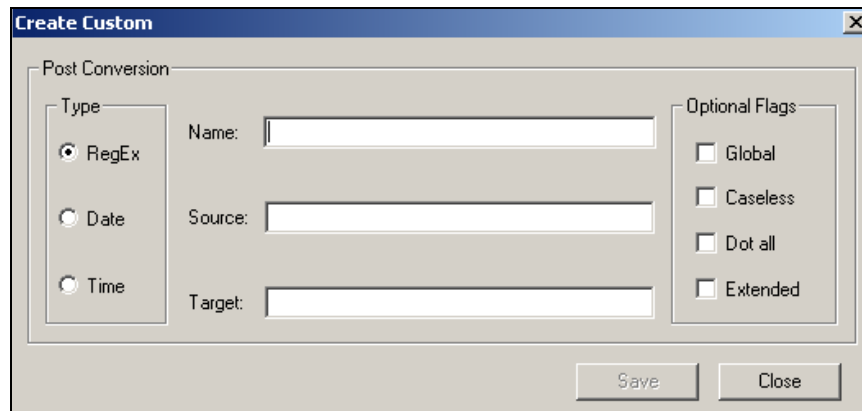 Create Custom
Post Conversion
Type
RegEx
Date
Time
Name:
Source:
Target:
Optional Flags
Global
Caseless
Dot all
Extended
Save
Close